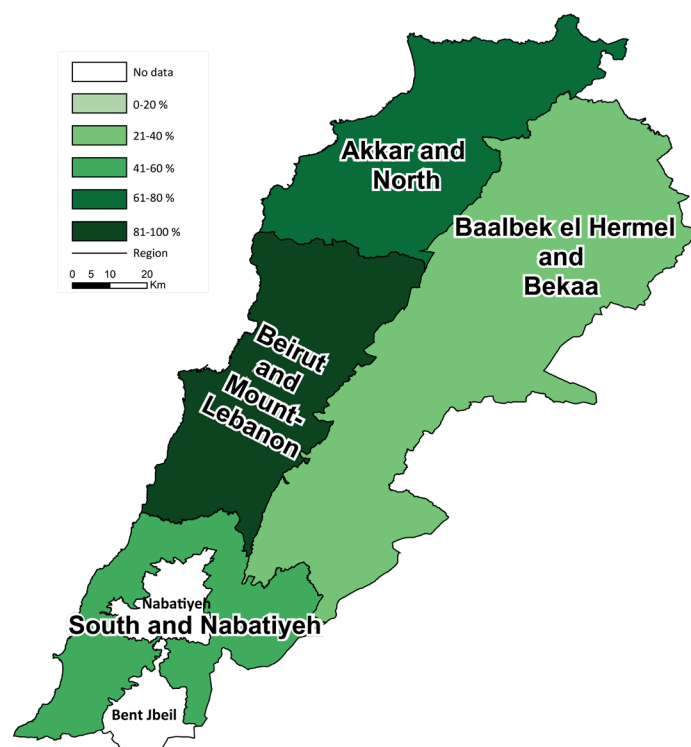 No data
0-20 %
21-40 %
41-60 %
61-80 %
81-100 %
Region
0 5 10 20
Km
Akkar and
North
Baalbek el Hermel
and
Bekaa
Beirut
and
Mount-
Lebanon
Nabatiyeh
South and Nabatiyeh
Bent Jbeil